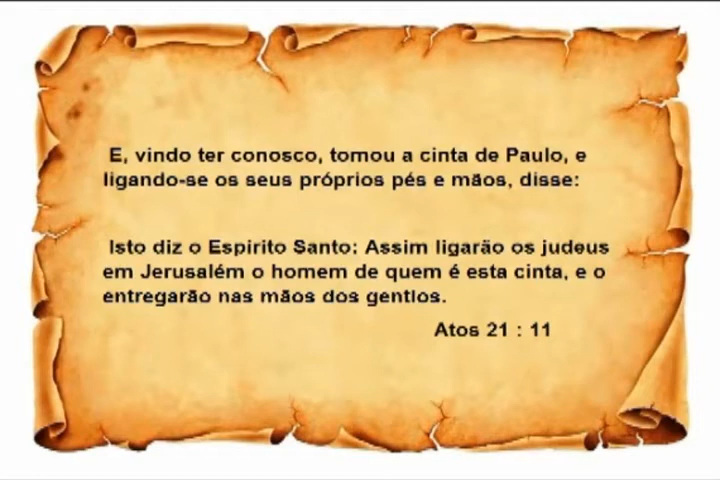 E, vindo ter conosco, tomou a cinta de Paulo, e
ligando-se os seus próprios pés e mãos, disse:
Isto diz o Espírito Santo: Assim ligarão os judeus
em Jerusalém o homem de quem é esta cinta, e o
entregarão nas mãos dos gentios.
Atos 21 : 11